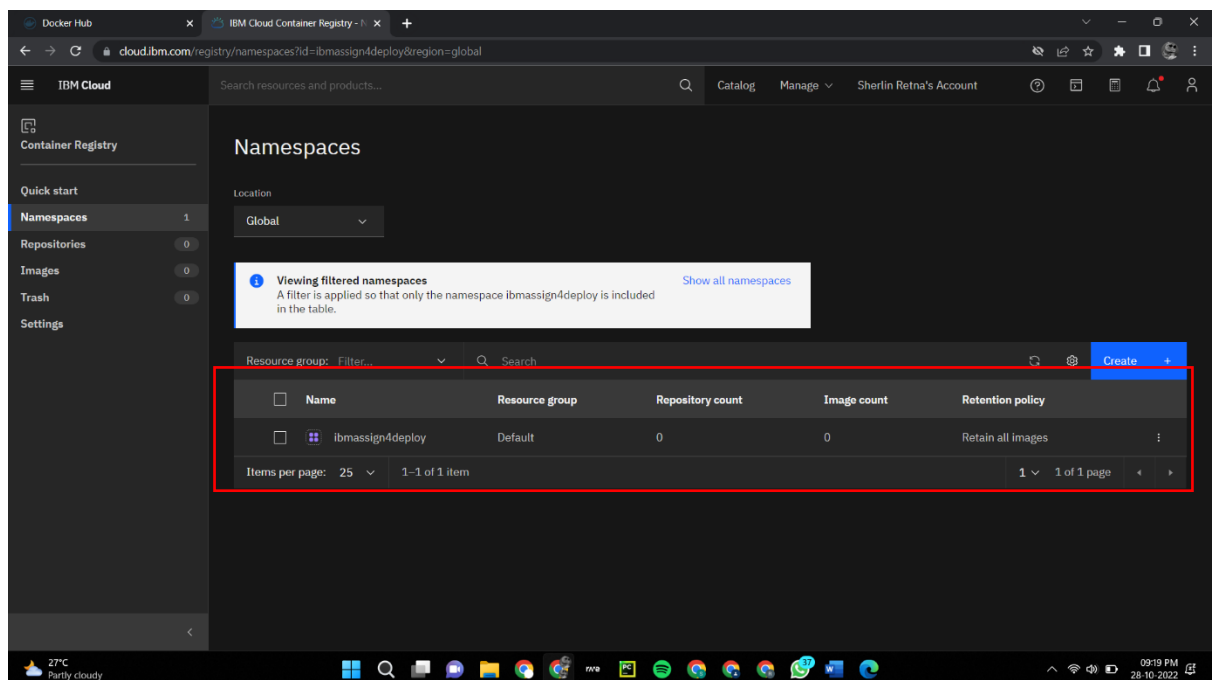 Docker Hub
IBM Cloud Container Registry - N
cloud.ibm.com/registry/namespaces?id=ibmassign4deploy&region=global
IBM Cloud
Search resources and products...
Catalog
Manage
Sherlin Retna's Account
Container Registry
Quick start
Namespaces 1
Repositories 0
Images 0
Trash 0
Settings
Namespaces
Location
Global
Viewing filtered namespaces
Show all namespaces
A filter is applied so that only the namespace ibmassign4deploy is included
in the table.
Resource group: Filter...
Search
Create +
Name Resource group Repository count Image count Retention policy
ibmassign4deploy Default 0 0 Retain all images
Items per page: 25 1–1 of 1 item 1 1 of 1 page
27°C
Partly cloudy
PC
37
W
09:19 PM
28-10-2022